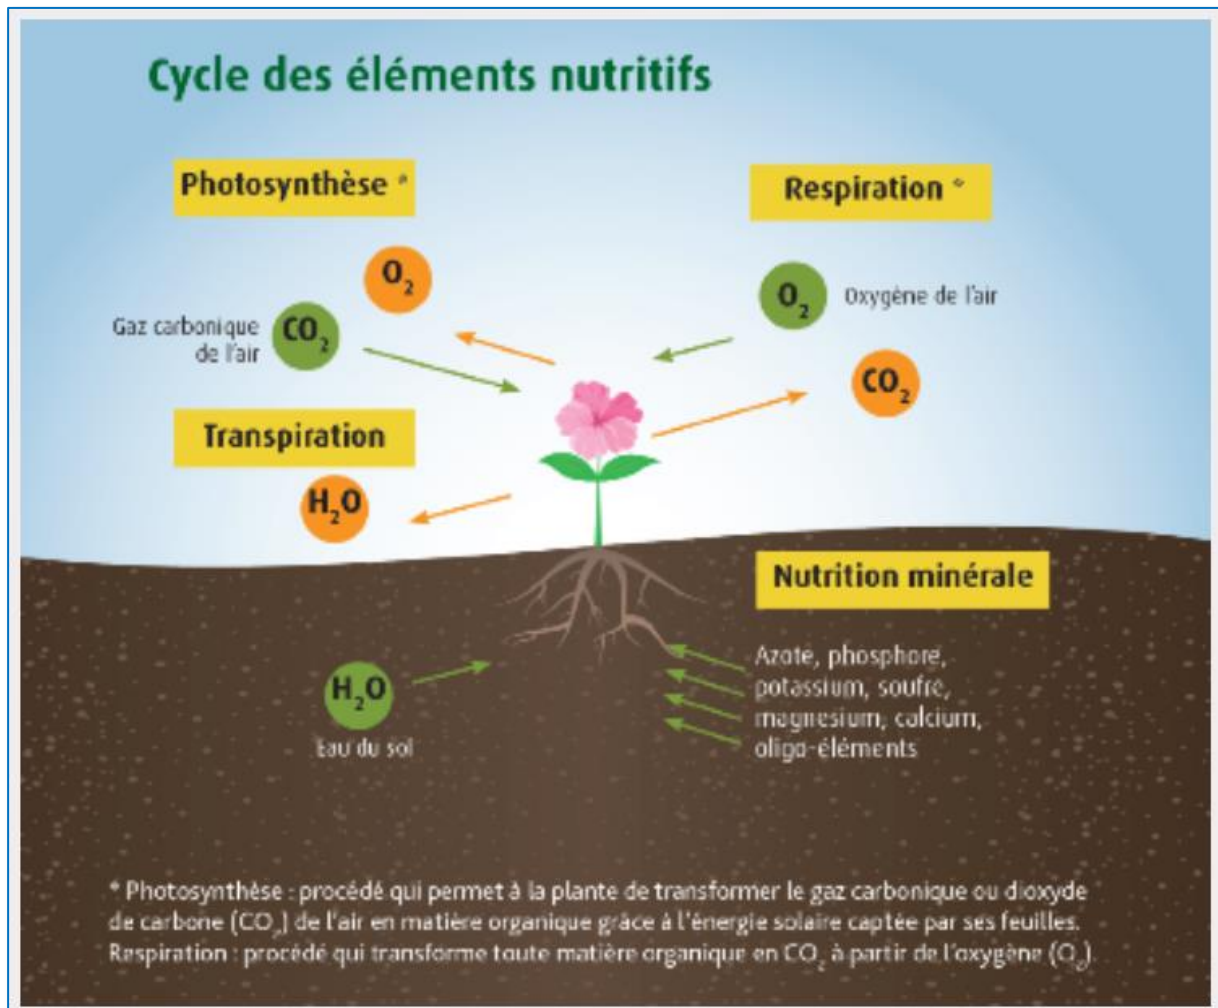 Cycle des éléments nutritifs
Photosynthèse *
O₂
Gaz carbonique
de l'air
CO₂
Respiration *
O₂
Oxygène de l'air
CO₂
Transpiration
H₂O
Nutrition minérale
Azote, phosphore,
potassium, soufre,
magnesium, calcium,
oligo-éléments
H₂O
Eau du sol
* Photosynthèse : procédé qui permet à la plante de transformer le gaz carbonique ou dioxyde
de carbone (CO₂) de l'air en matière organique grâce à l'énergie solaire captée par ses feuilles.
Respiration : procédé qui transforme toute matière organique en CO₂ à partir de l'oxygène (O₂).